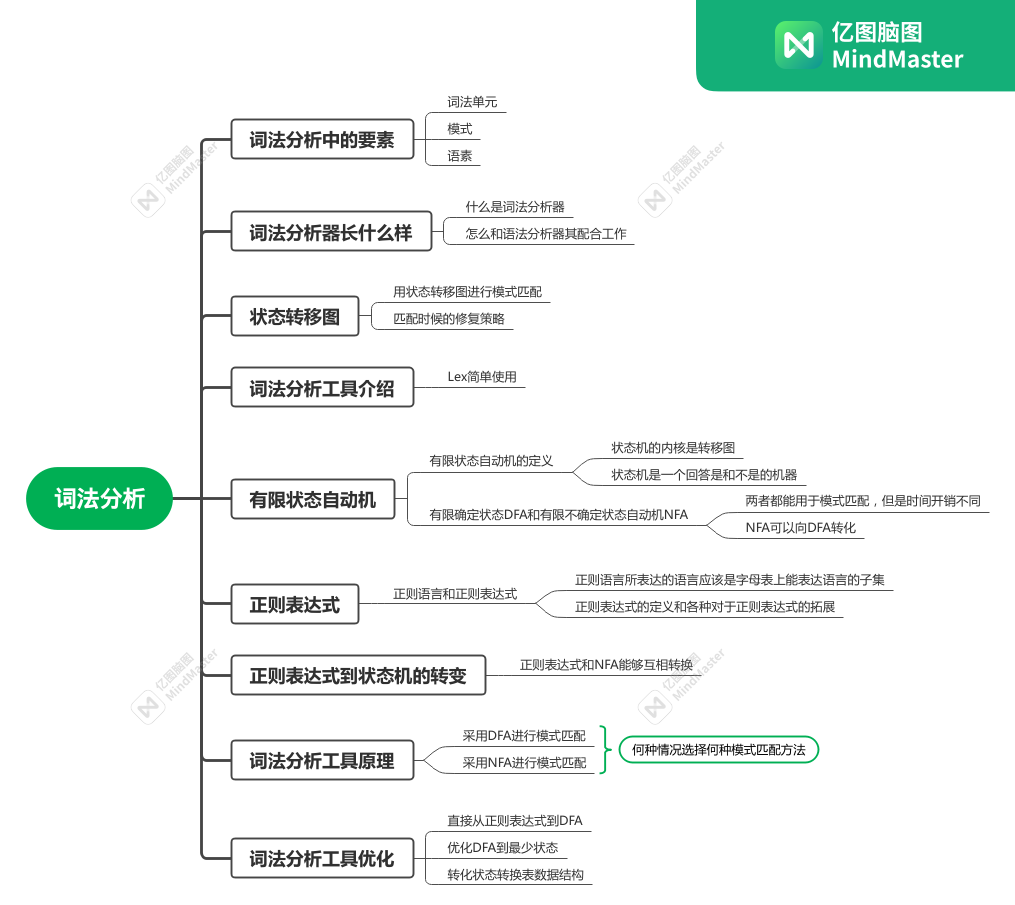 亿图脑图
MindMaster
词法分析
词法分析中的要素
词法单元
模式
语素
词法分析器长什么样
什么是词法分析器
怎么和语法分析器其配合工作
状态转移图
用状态转移图进行模式匹配
匹配时候的修复策略
词法分析工具介绍
Lex简单使用
有限状态自动机
有限状态自动机的定义
状态机的内核是转移图
状态机是一个回答是和不是的机器
有限确定状态DFA和有限不确定状态自动机NFA
两者都能用于模式匹配，但是时间开销不同
NFA可以向DFA转化
正则表达式
正则语言和正则表达式
正则语言所表达的语言应该是字母表上能表达语言的子集
正则表达式的定义和各种对于正则表达式的拓展
正则表达式到状态机的转变
正则表达式和NFA能够互相转换
词法分析工具原理
采用DFA进行模式匹配
采用NFA进行模式匹配
何种情况选择何种模式匹配方法
词法分析工具优化
直接从正则表达式到DFA
优化DFA到最少状态
转化状态转换表数据结构
亿图脑图
MindMaster
亿图脑图
MindMaster
亿图脑图
MindMaster
亿图脑图
MindMaster